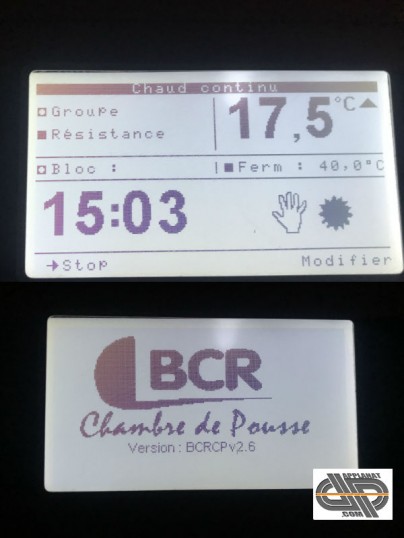 Chaud continu
Groupe
17,5°C
Résistance
Bloc :
Ferm : 40,0°C
15:03
→Stop
Modifier
BCR
Chambre de Pousse
Version : BCRCPv2.6
APPLANAT
.COM